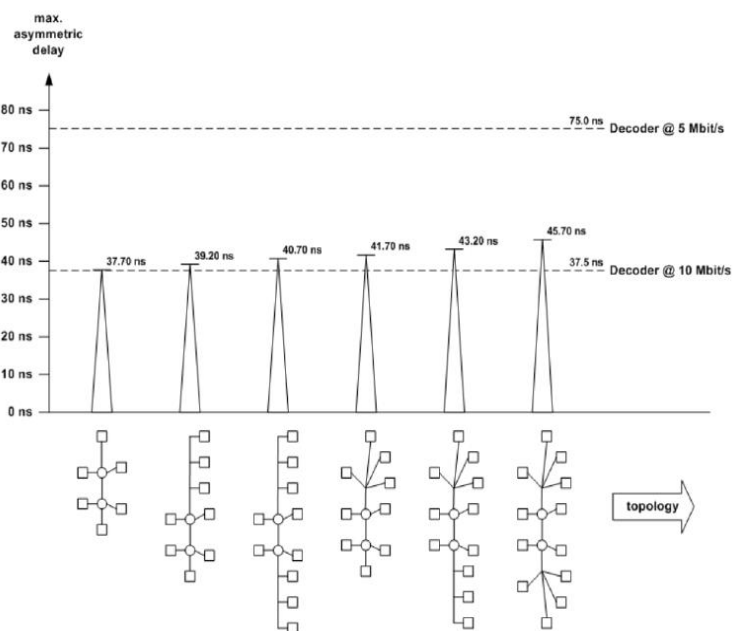 max.
asymmetric
delay
80 ns
75.0 ns
Decoder @ 5 Mbit/s
70 ns
60 ns
50 ns
45.70 ns
43.20 ns
41.70 ns
40.70 ns
39.20 ns
37.70 ns
40 ns
37.5 ns
Decoder @ 10 Mbit/s
30 ns
20 ns
10 ns
0 ns
topology